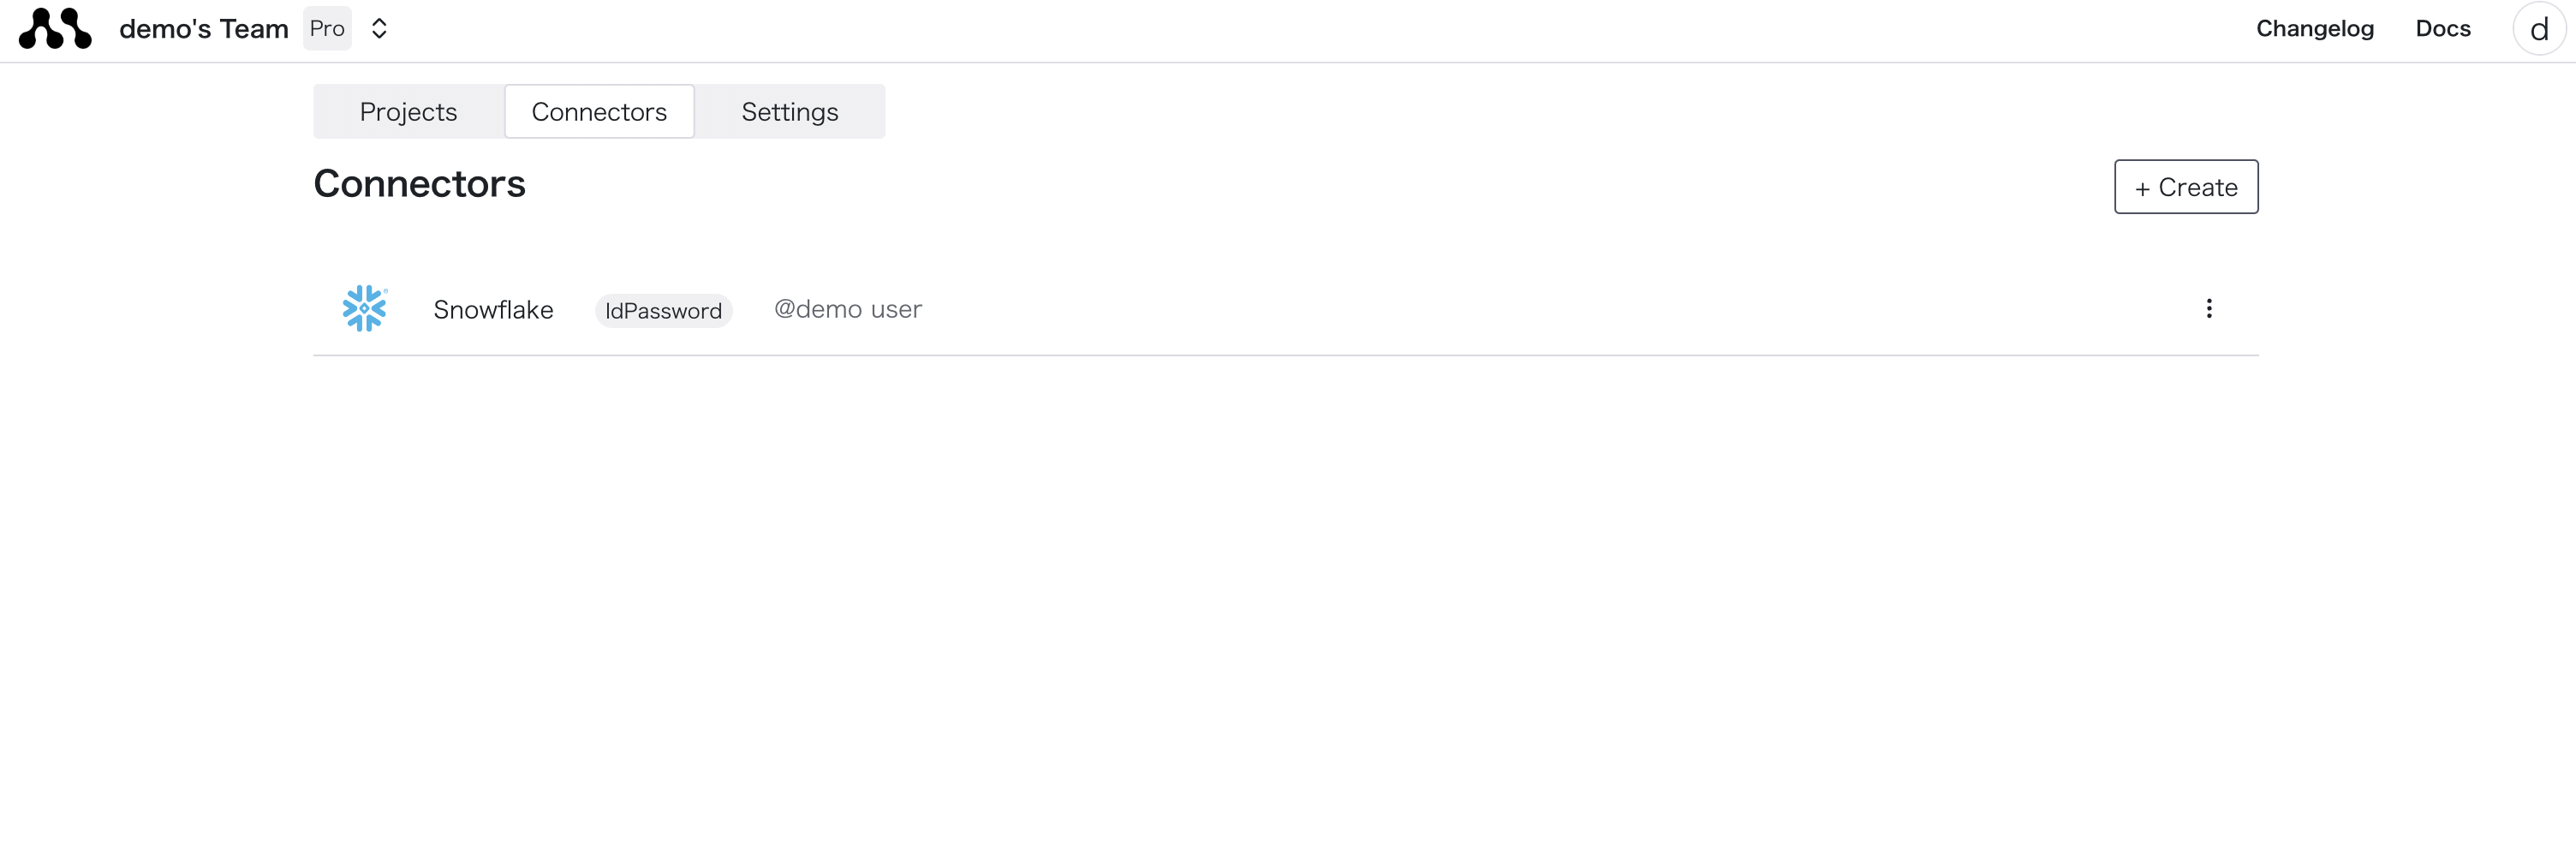 demo's Team Pro Changelog Docs d
Projects Connectors Settings
Connectors + Create
Snowflake IdPassword @demo user